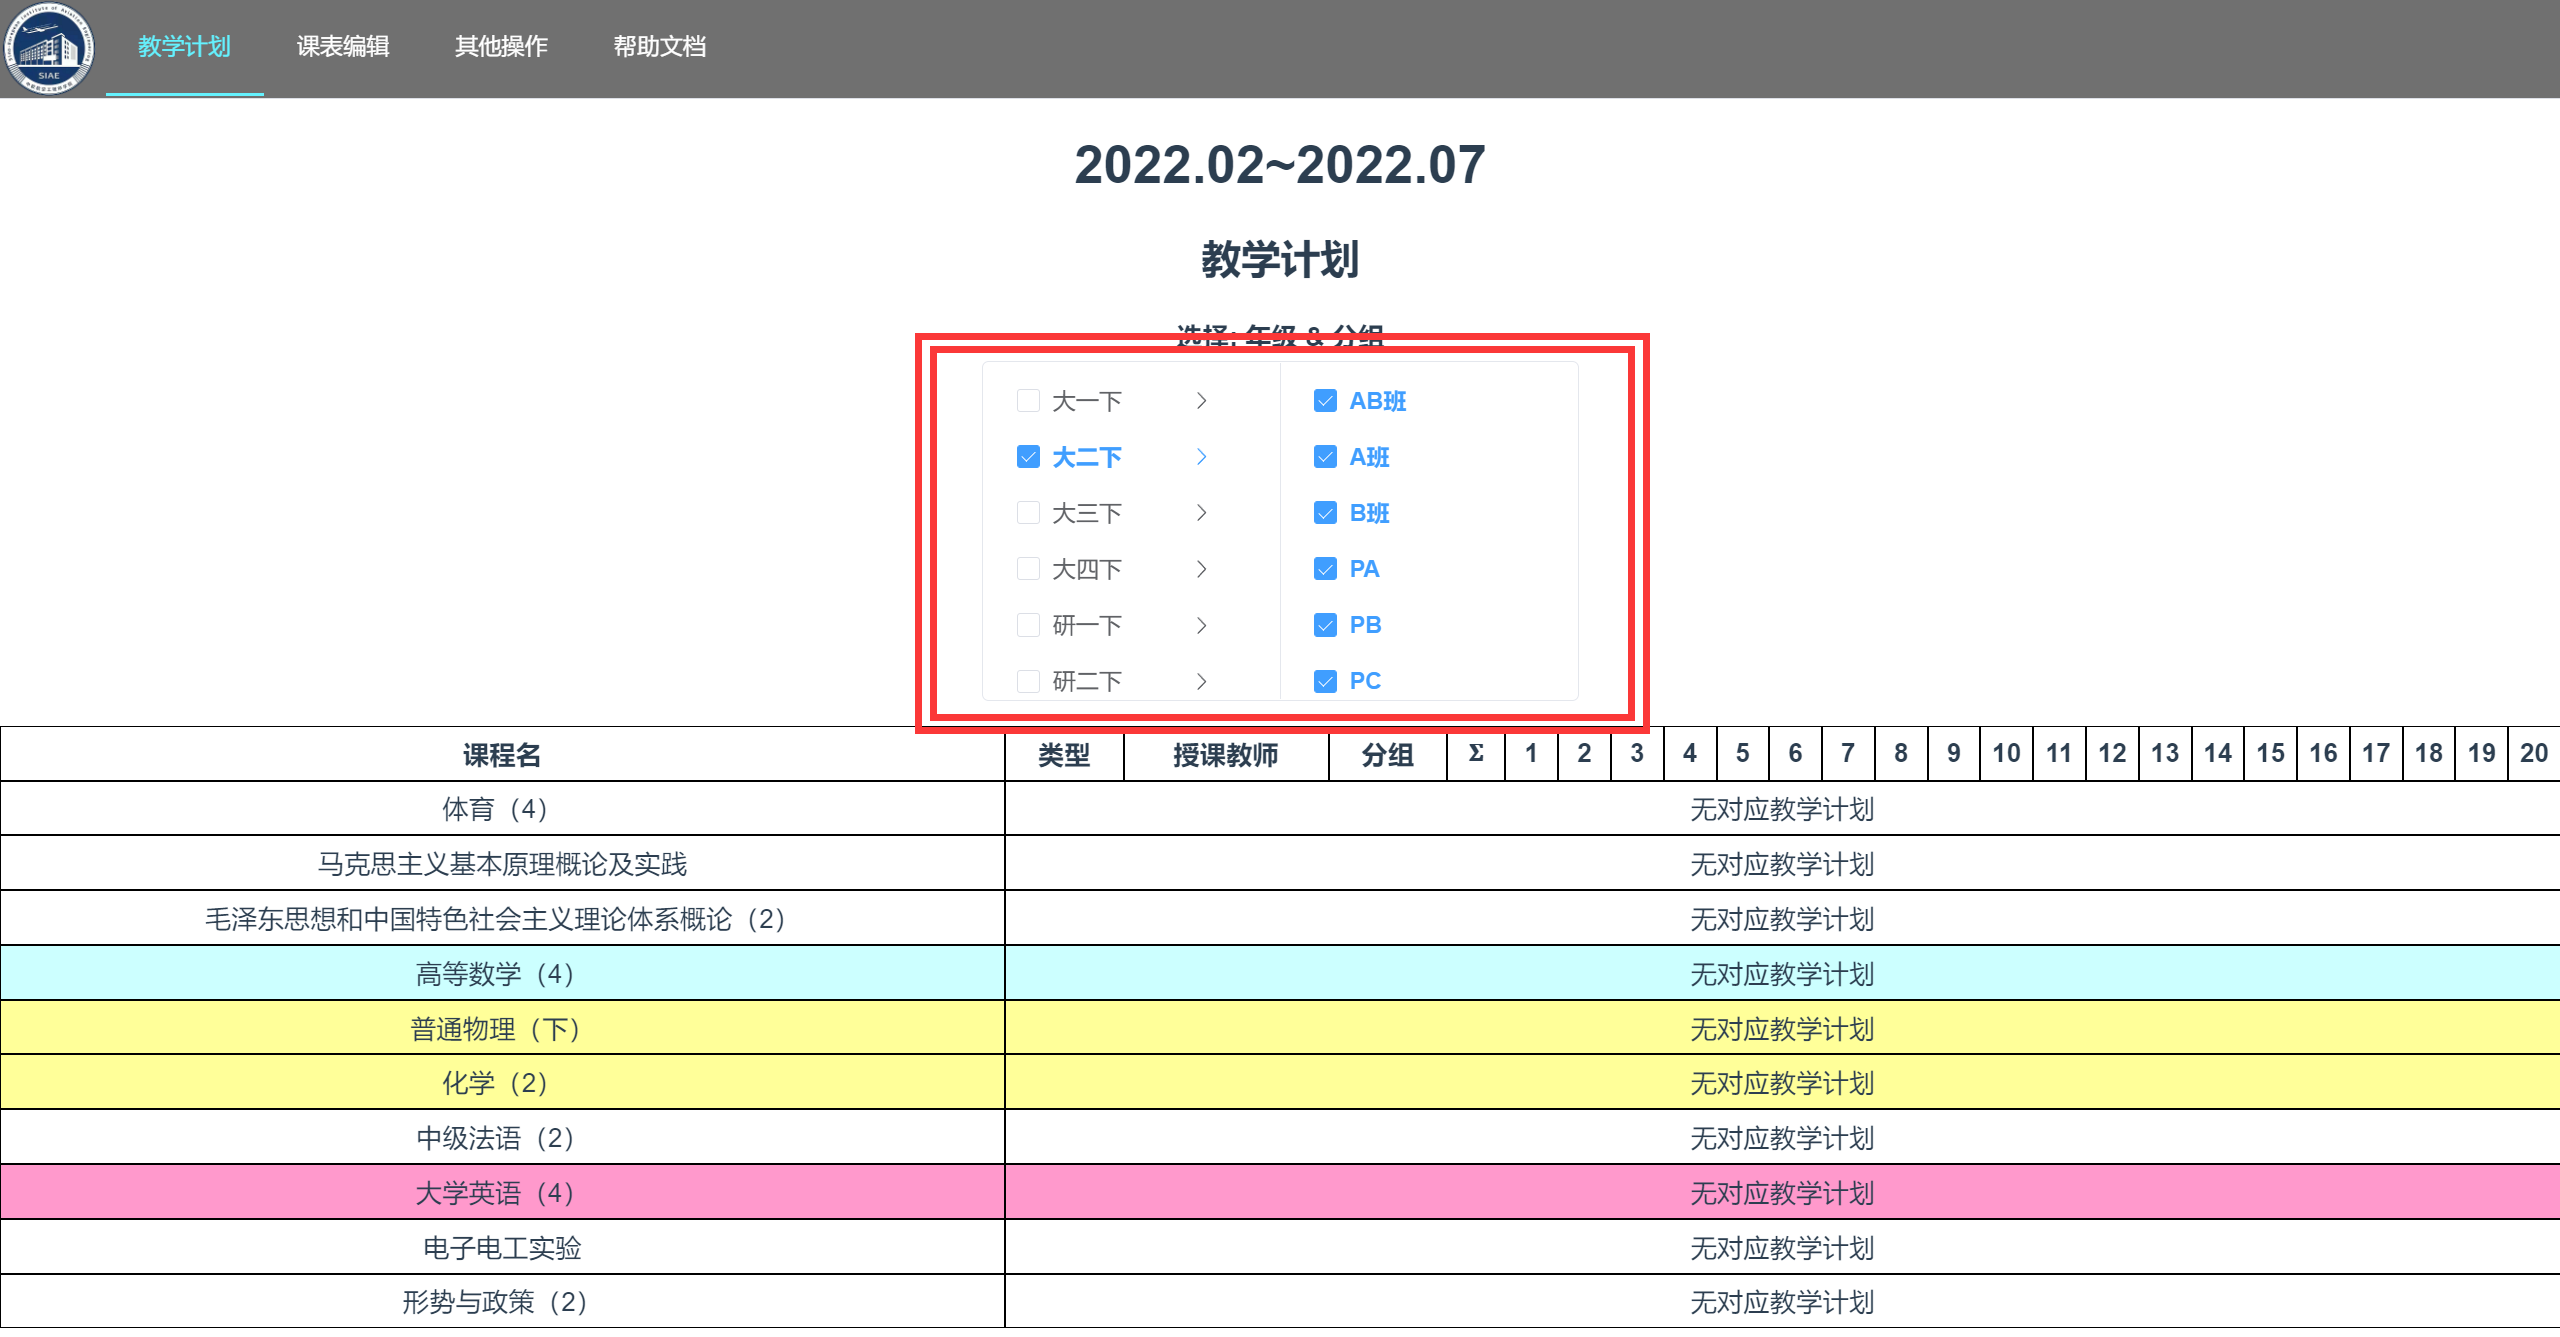 SIAE
教学计划 课表编辑 其他操作 帮助文档
2022.02~2022.07
教学计划
选择: 年级 & 分组
大一下 AB班
大二下 A班
大三下 B班
大四下 PA
研一下 PB
研二下 PC
课程名 类型 授课教师 分组 Σ 1 2 3 4 5 6 7 8 9 10 11 12 13 14 15 16 17 18 19 20
体育（4） 无对应教学计划
马克思主义基本原理概论及实践 无对应教学计划
毛泽东思想和中国特色社会主义理论体系概论（2） 无对应教学计划
高等数学（4） 无对应教学计划
普通物理（下） 无对应教学计划
化学（2） 无对应教学计划
中级法语（2） 无对应教学计划
大学英语（4） 无对应教学计划
电子电工实验 无对应教学计划
形势与政策（2） 无对应教学计划